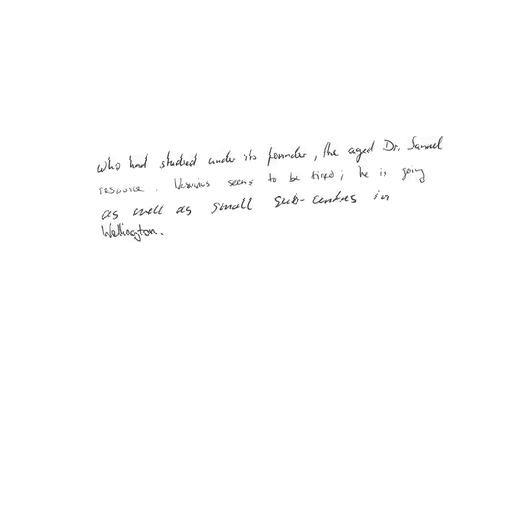 who had studied under its founder, the aged Dr. Samuel
resource. Vesuvius seems to be tired; he is going
as well as small sub-centres in
Wellington.